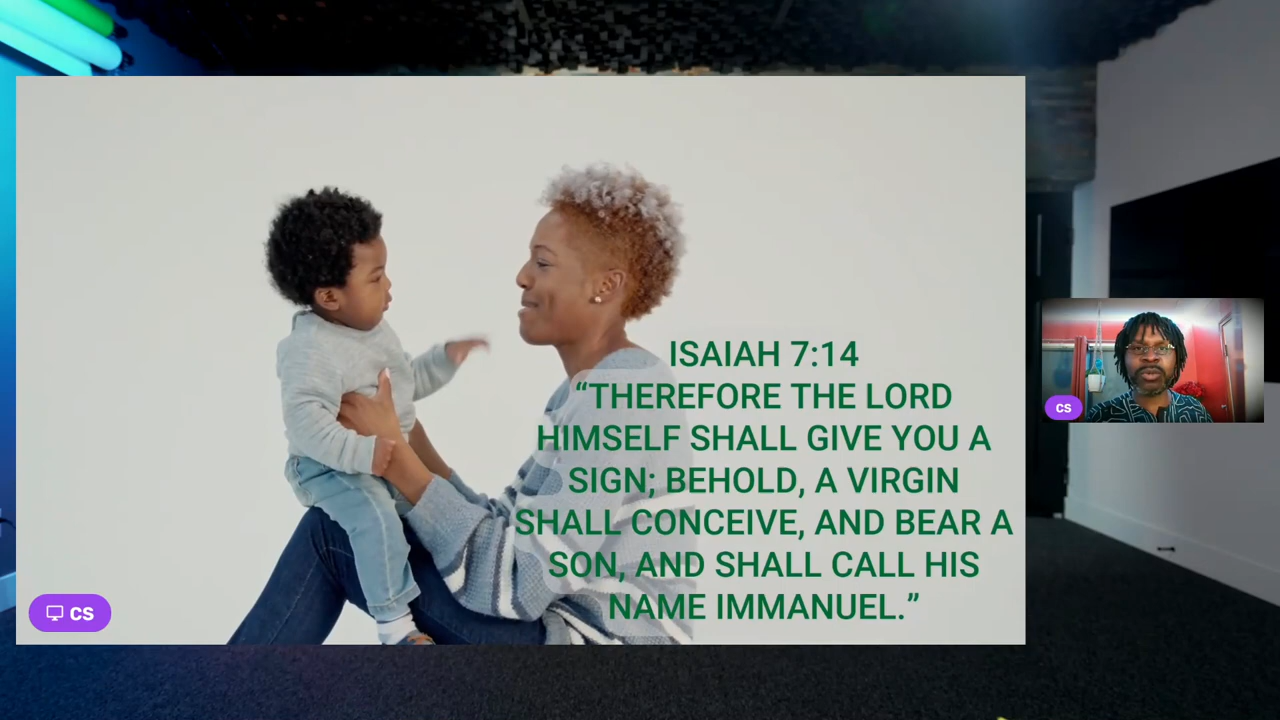 ISAIAH 7:14
“THEREFORE THE LORD
HIMSELF SHALL GIVE YOU A
SIGN; BEHOLD, A VIRGIN
SHALL CONCEIVE, AND BEAR A
SON, AND SHALL CALL HIS
NAME IMMANUEL.”
CS
CS